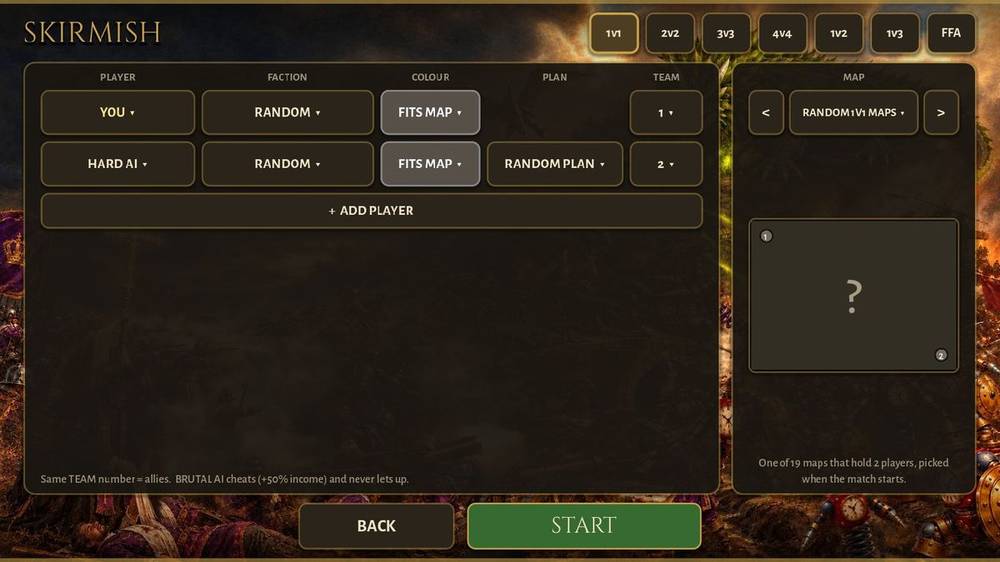 SKIRMISH
1v1 2v2 3v3 4v4 1v2 1v3 FFA
PLAYER FACTION COLOUR PLAN TEAM
YOU RANDOM FITS MAP 1
HARD AI RANDOM FITS MAP RANDOM PLAN 2
+ ADD PLAYER
Same TEAM number = allies. BRUTAL AI cheats (+50% income) and never lets up.
MAP
< RANDOM 1V1 MAPS >
1
?
2
One of 19 maps that hold 2 players, picked
when the match starts.
BACK START